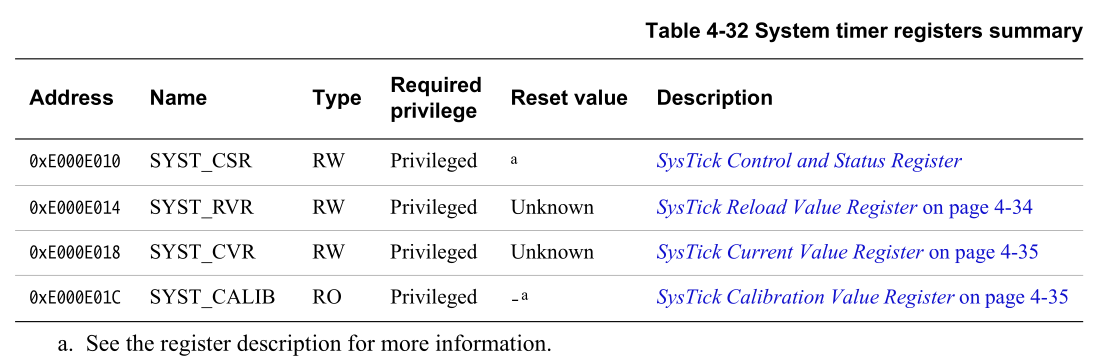 Table 4-32 System timer registers summary
Address Name Type Required privilege Reset value Description
0xE000E010 SYST_CSR RW Privileged a SysTick Control and Status Register
0xE000E014 SYST_RVR RW Privileged Unknown SysTick Reload Value Register on page 4-34
0xE000E018 SYST_CVR RW Privileged Unknown SysTick Current Value Register on page 4-35
0xE000E01C SYST_CALIB RO Privileged -a SysTick Calibration Value Register on page 4-35
a. See the register description for more information.